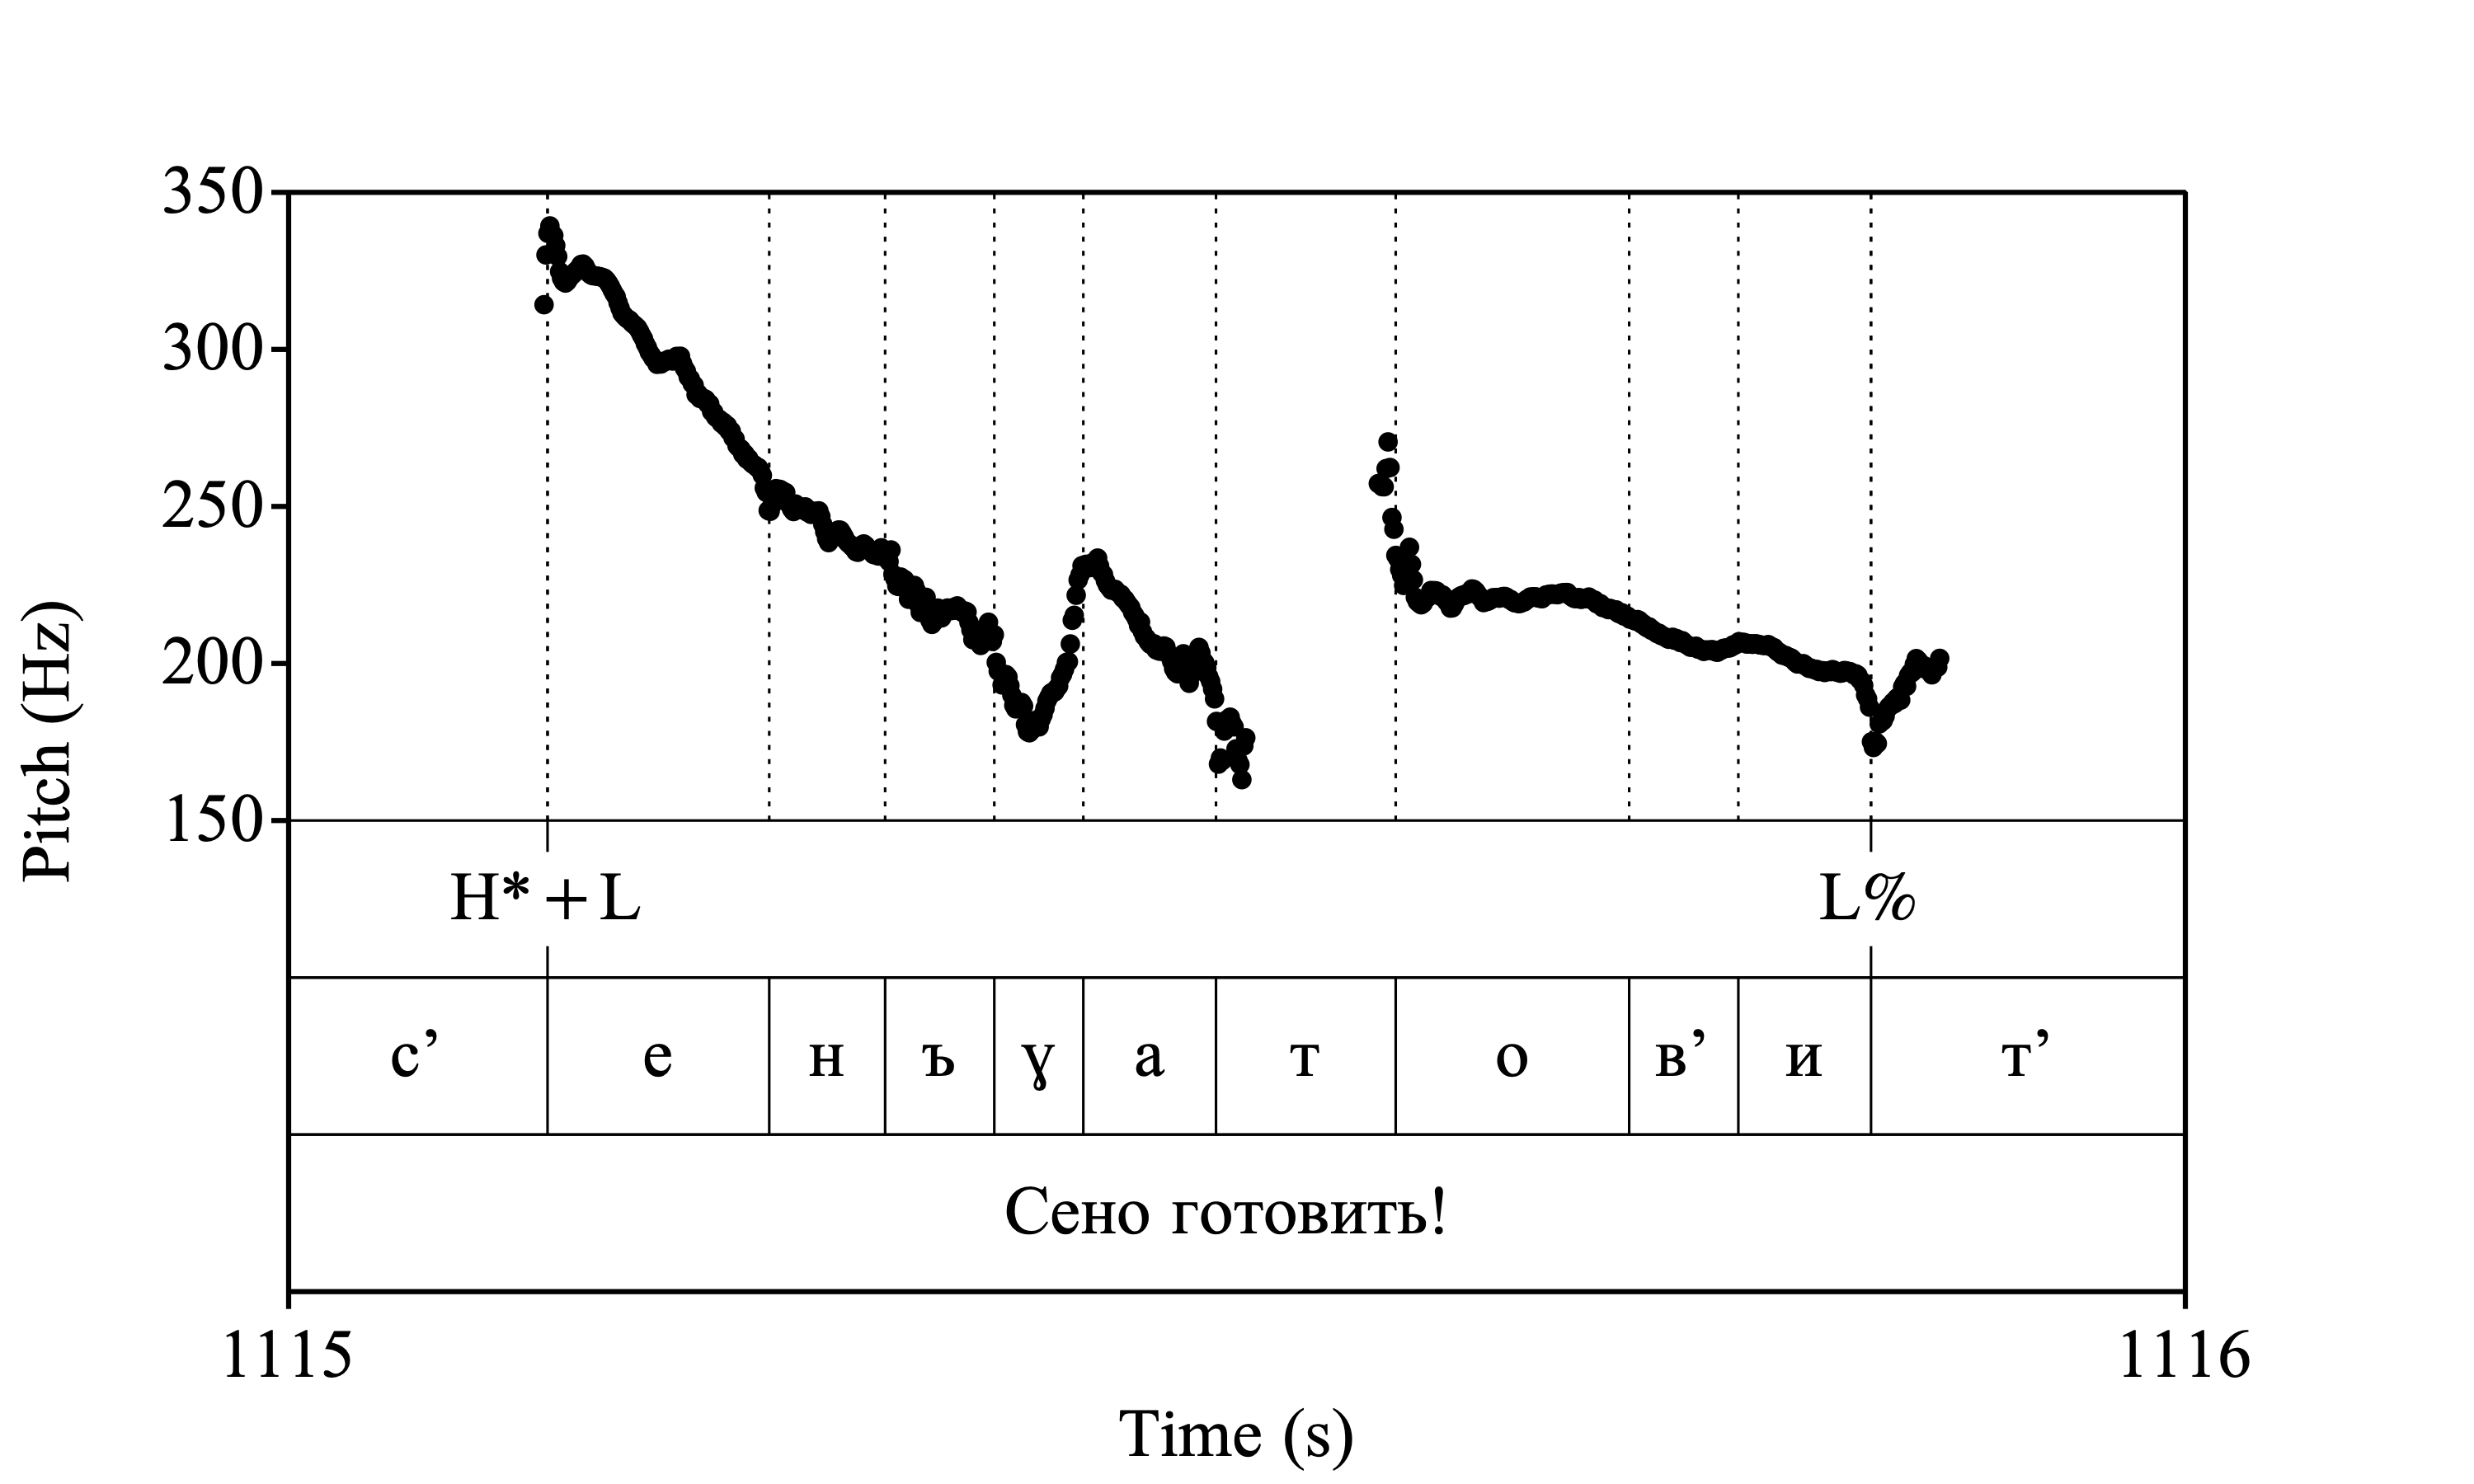 350
300
250
200
150
Pitch (Hz)
H* + L L%
с’ е н ъ ɣ а т о в’ и т’
Сено готовить!
1115 1116
Time (s)